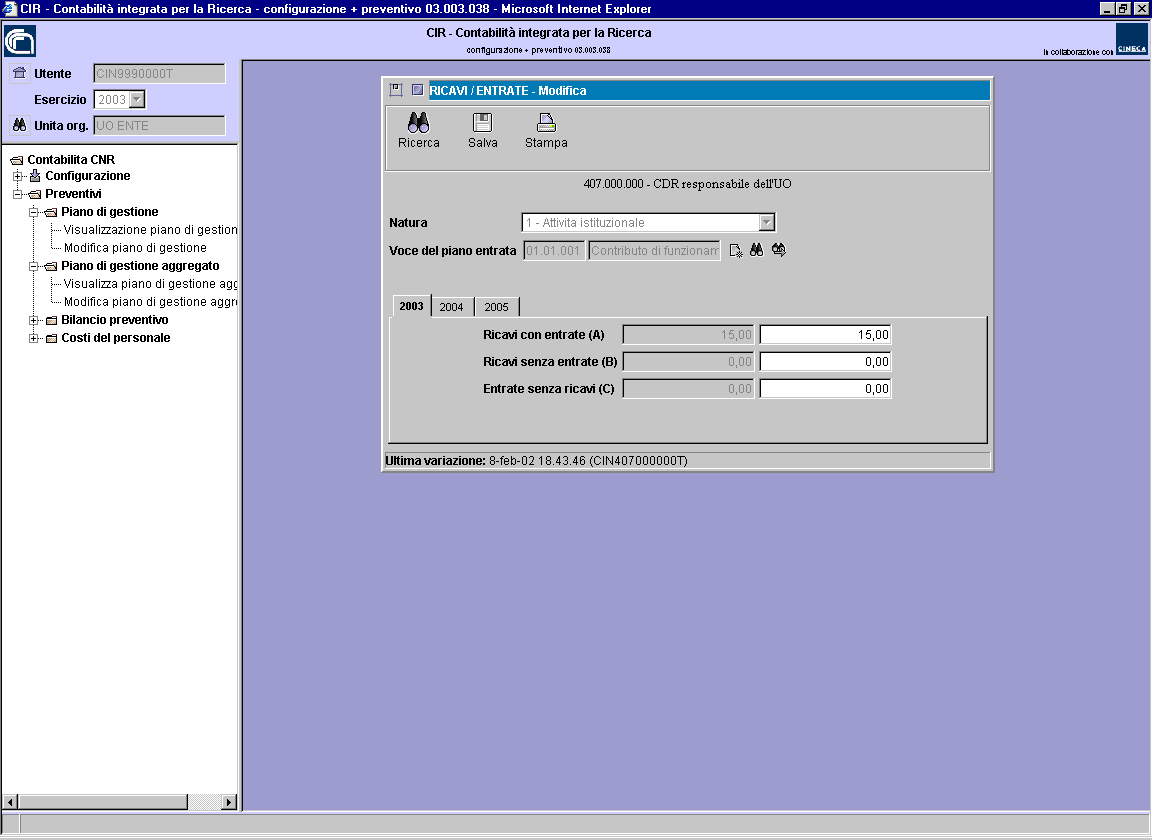 CIR - Contabilità integrata per la Ricerca - configurazione + preventivo 03.003.038 - Microsoft Internet Explorer
CIR - Contabilità integrata per la Ricerca
configurazione + preventivo 03.003.038
In collaborazione con
CINECA
Utente CIN9990000T
Esercizio 2003
Unita org. UO ENTE
Contabilita CNR
Configurazione
Preventivi
Piano di gestione
Visualizzazione piano di gestion
Modifica piano di gestione
Piano di gestione aggregato
Visualizza piano di gestione agg
Modifica piano di gestione aggre
Bilancio preventivo
Costi del personale
RICAVI / ENTRATE - Modifica
Ricerca Salva Stampa
407.000.000 - CDR responsabile dell'UO
Natura 1 - Attivita istituzionale
Voce del piano entrata 01.01.001 Contributo di funzionam
2003 2004 2005
Ricavi con entrate (A) 15,00 15,00
Ricavi senza entrate (B) 0,00 0,00
Entrate senza ricavi (C) 0,00 0,00
Ultima variazione: 8-feb-02 18.43.46 (CIN407000000T)